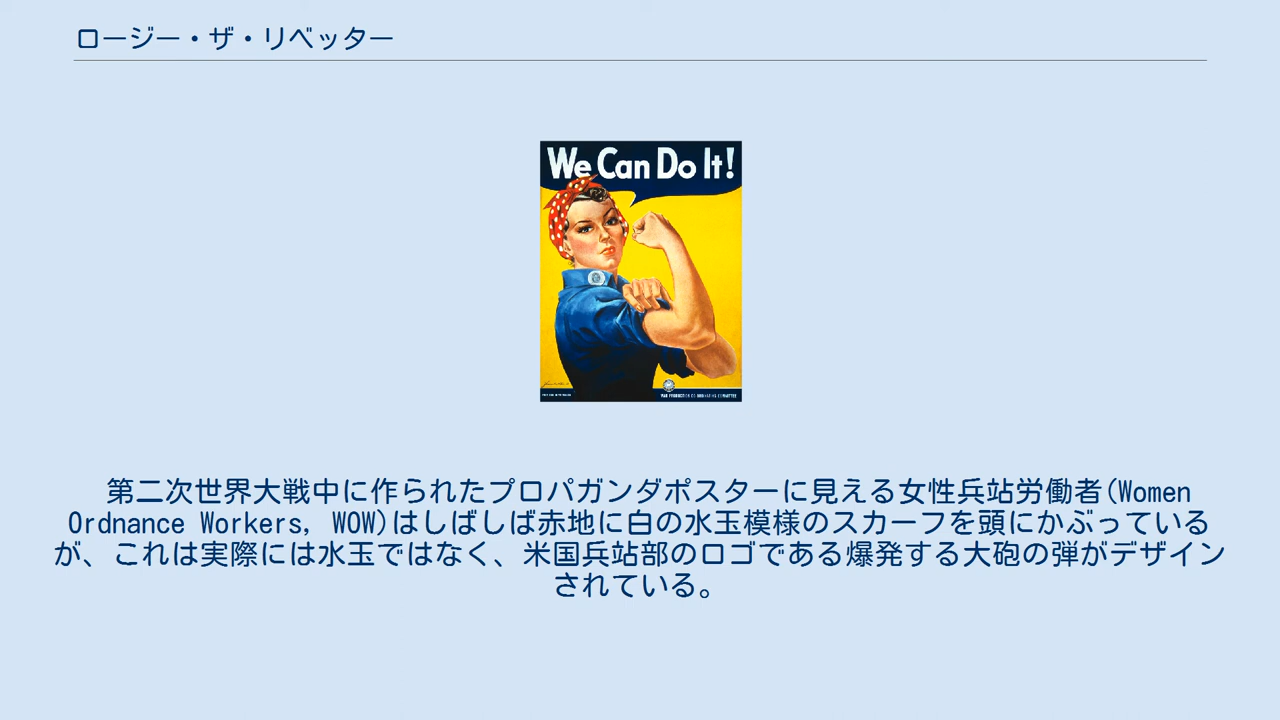 ロージー・ザ・リベッター
We Can Do It!
WAR PRODUCTION CO-ORDINATING COMMITTEE
第二次世界大戦中に作られたプロパガンダポスターに見える女性兵站労働者(Women
Ordnance Workers, WOW)はしばしば赤地に白の水玉模様のスカーフを頭にかぶっている
が、これは実際には水玉ではなく、米国兵站部のロゴである爆発する大砲の弾がデザイン
されている。